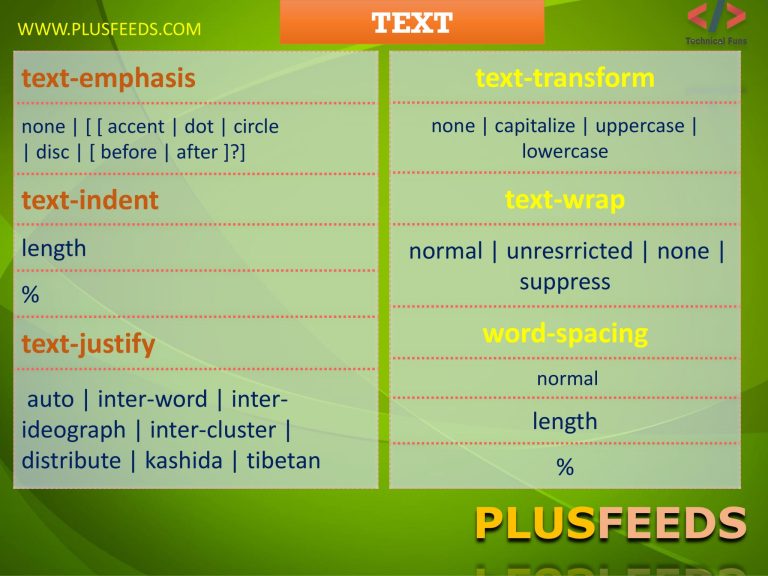 WWW.PLUSFEEDS.COM
TEXT
Technical Funs
text-emphasis
none | [ [ accent | dot | circle
| disc | [ before | after ]?]
text-indent
length
%
text-justify
auto | inter-word | inter-
ideograph | inter-cluster |
distribute | kashida | tibetan
text-transform
none | capitalize | uppercase |
lowercase
text-wrap
normal | unresrricted | none |
suppress
word-spacing
normal
length
%
PLUSFEEDS